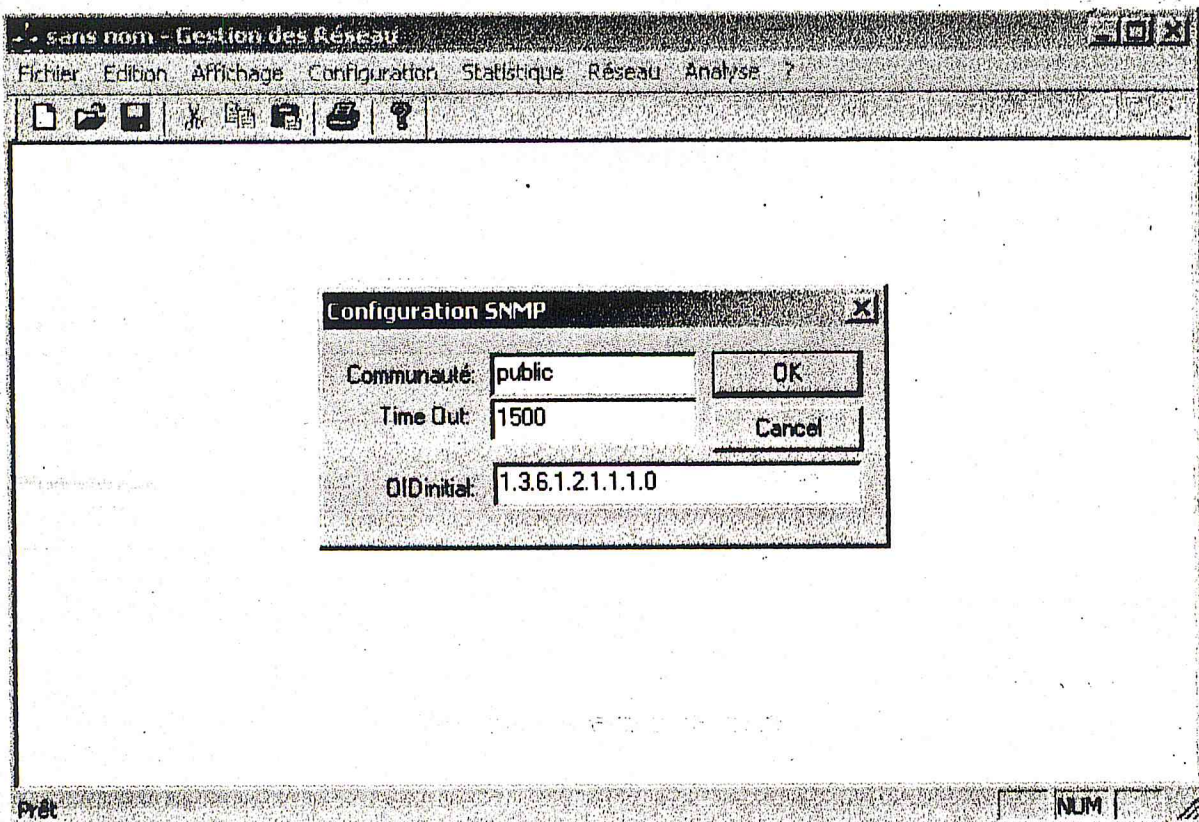 sans nom - Gestion des Réseau
Fichier Edition Affichage Configuration Statistique Réseau Analyse ?
Configuration SNMP
Communauté: public
OK
Time Out: 1500
Cancel
OIDinitial: 1.3.6.1.2.1.1.1.0
Prêt
NUM